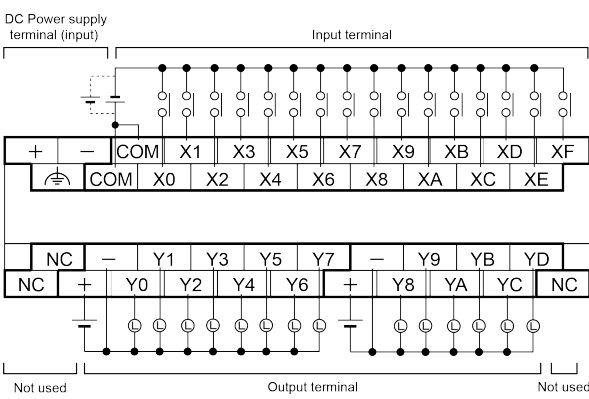 DC Power supply
terminal (input)
Input terminal
+ − COM X1 X3 X5 X7 X9 XB XD XF
COM X0 X2 X4 X6 X8 XA XC XE
NC − Y1 Y3 Y5 Y7 − Y9 YB YD
NC + Y0 Y2 Y4 Y6 + Y8 YA YC NC
L L L L L L L L L L L L L L
Not used
Output terminal
Not used